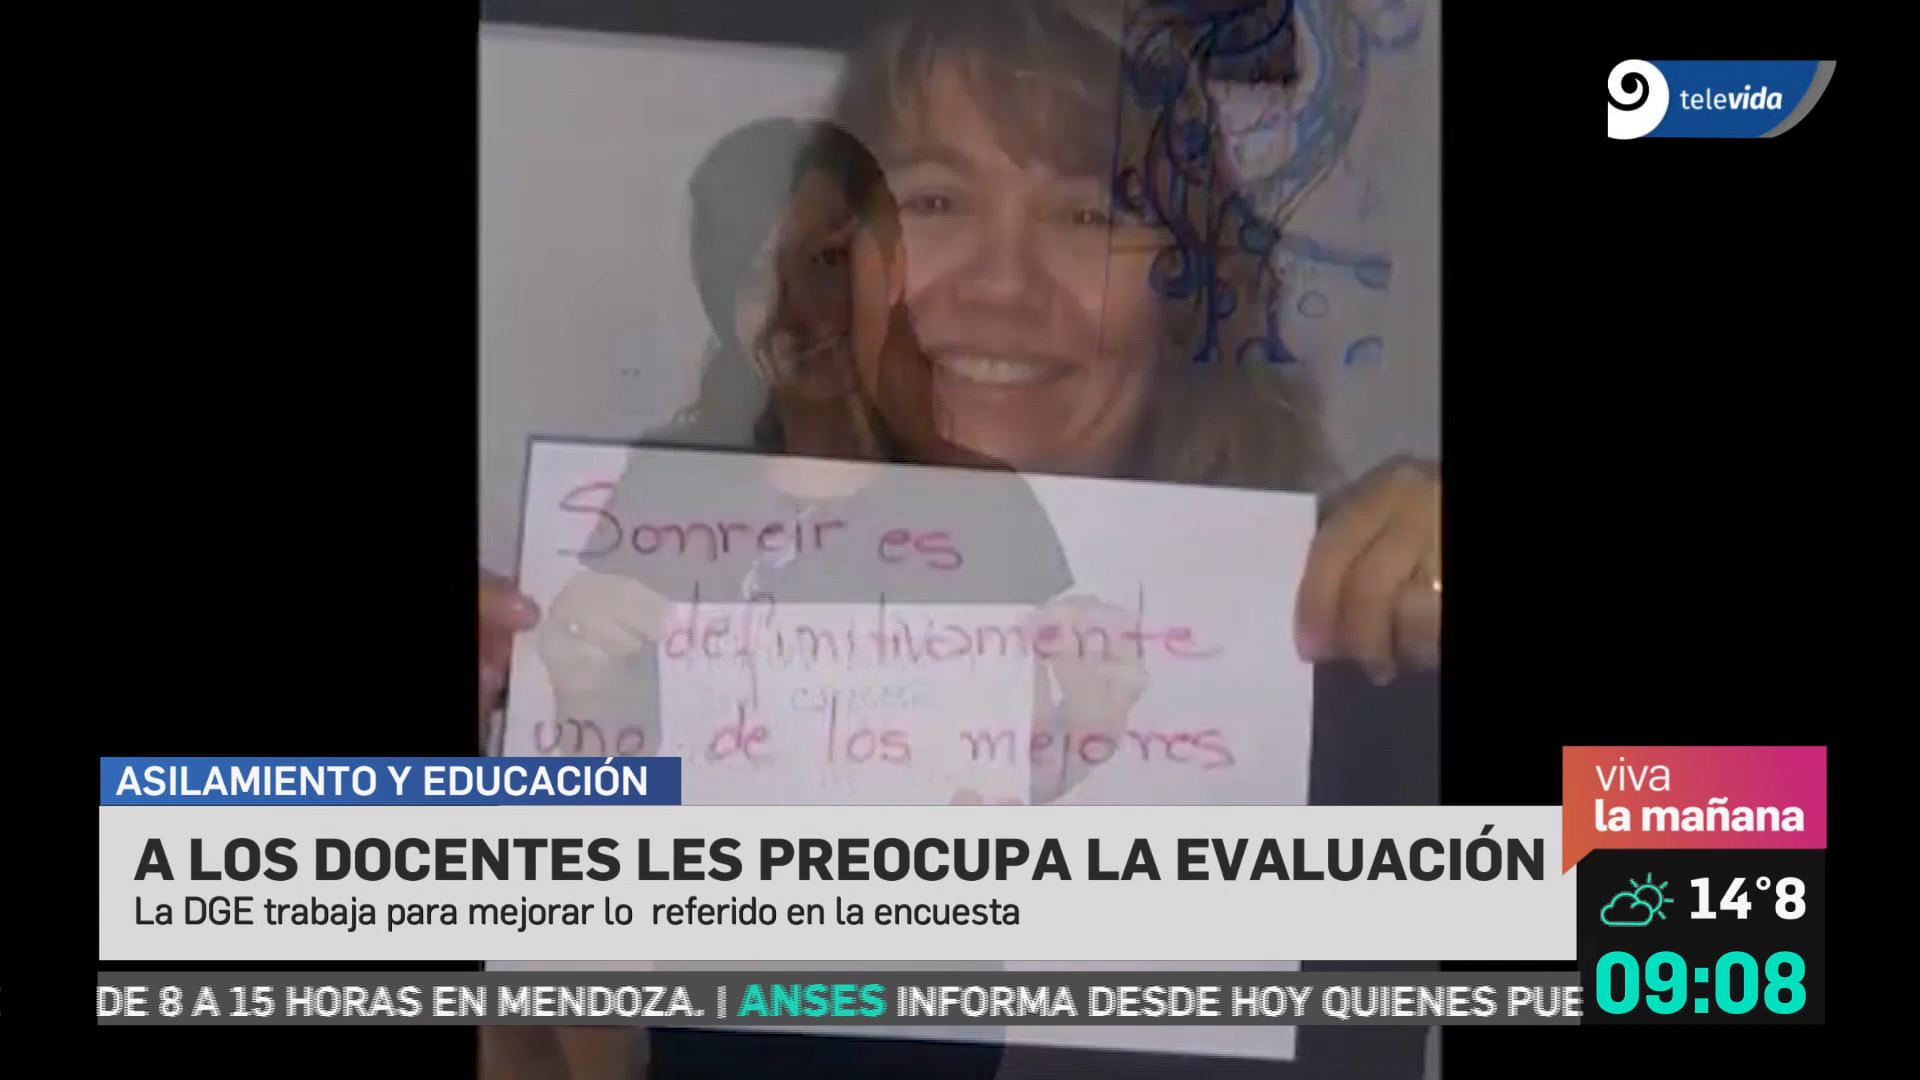 9 televida
Sonreir es
definitivamente
uno de los mejores
ASILAMIENTO Y EDUCACIÓN
A LOS DOCENTES LES PREOCUPA LA EVALUACIÓN
La DGE trabaja para mejorar lo referido en la encuesta
viva
la mañana
14°8
09:08
DE 8 A 15 HORAS EN MENDOZA. | ANSES INFORMA DESDE HOY QUIENES PUE